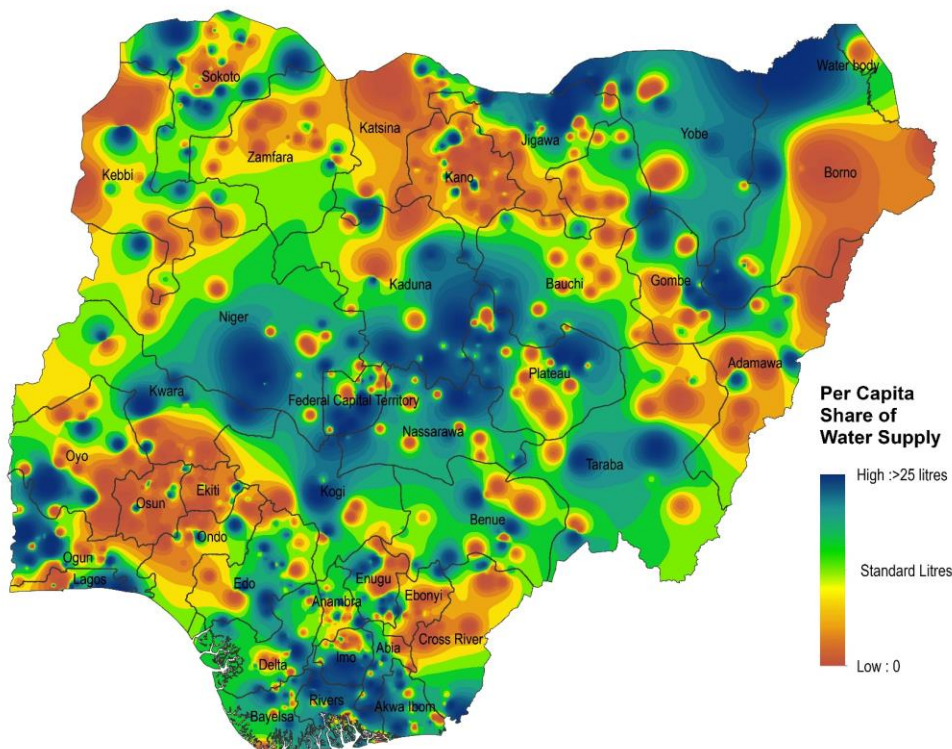 Sokoto
Water body
Katsina
Jigawa
Yobe
Zamfara
Kebbi
Kano
Borno
Kaduna
Bauchi
Gombe
Niger
Adamawa
Plateau
Kwara
Federal Capital Territory
Nassarawa
Oyo
Taraba
Kogi
Osun
Ekiti
Benue
Ondo
Ogun
Lagos
Edo
Enugu
Anambra
Ebonyi
Cross River
Abia
Imo
Delta
Rivers
Akwa Ibom
Bayelsa
Per Capita
Share of
Water Supply
High :>25 litres
Standard Litres
Low : 0